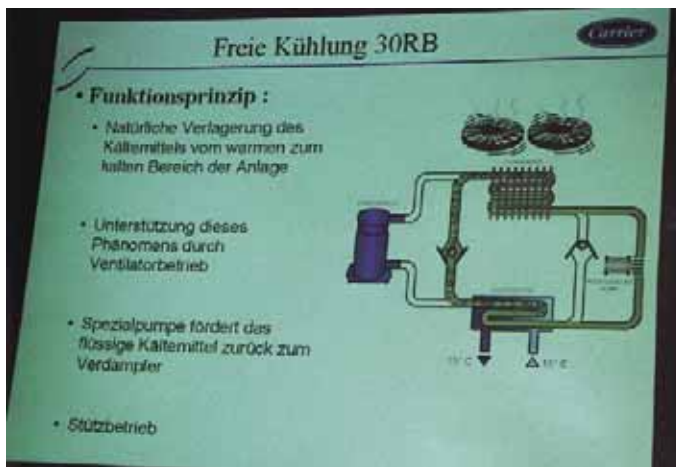 Freie Kühlung 30RB
Carrier
• Funktionsprinzip :
• Natürliche Verlagerung des
Kältemittels vom warmen zum
kalten Bereich der Anlage
• Unterstützung dieses
Phänomens durch
Ventilatorbetrieb
• Spezialpumpe fördert das
flüssige Kältemittel zurück zum
Verdampfer
• Stützbetrieb